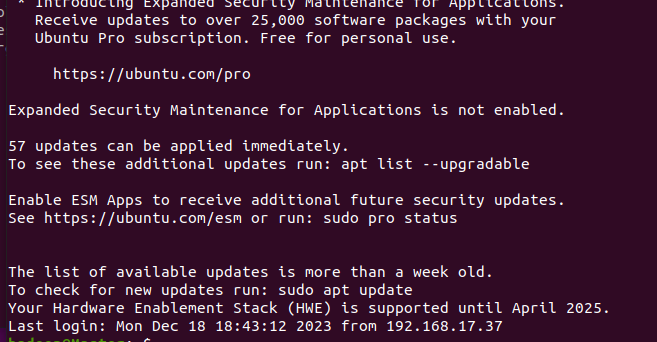 * Introducing Expanded Security Maintenance for Applications.
Receive updates to over 25,000 software packages with your
Ubuntu Pro subscription. Free for personal use.
https://ubuntu.com/pro
Expanded Security Maintenance for Applications is not enabled.
57 updates can be applied immediately.
To see these additional updates run: apt list --upgradable
Enable ESM Apps to receive additional future security updates.
See https://ubuntu.com/esm or run: sudo pro status
The list of available updates is more than a week old.
To check for new updates run: sudo apt update
Your Hardware Enablement Stack (HWE) is supported until April 2025.
Last login: Mon Dec 18 18:43:12 2023 from 192.168.17.37